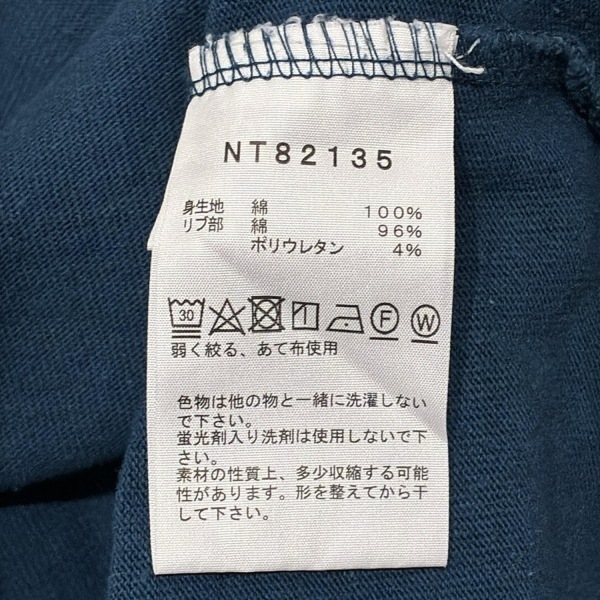 NT82135
身生地 綿 100%
リブ部 綿 96%
ポリウレタン 4%
30 F W
弱く絞る、あて布使用
色物は他の物と一緒に洗濯しない
で下さい。
蛍光剤入り洗剤は使用しないで下
さい。
素材の性質上、多少収縮する可能
性があります。形を整えてから干
して下さい。